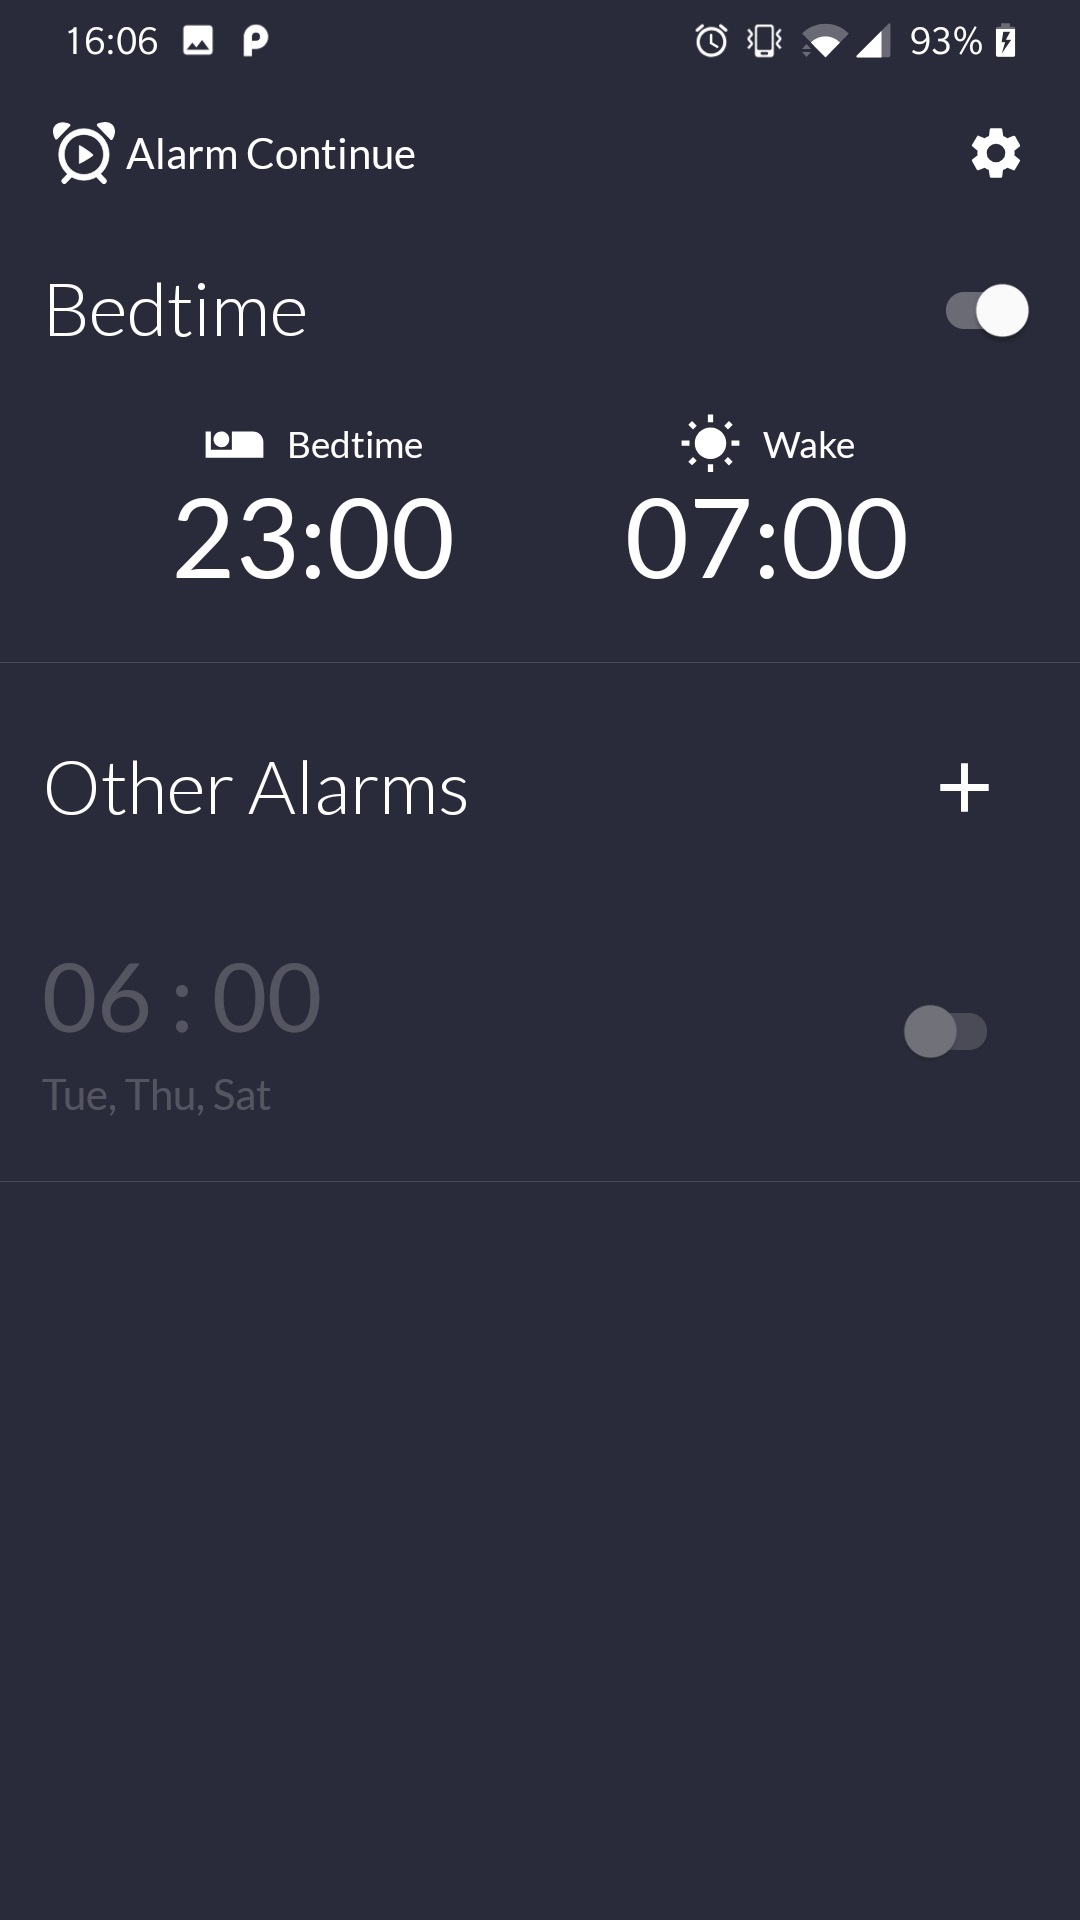 16:06 93%
Alarm Continue
Bedtime
Bedtime Wake
23:00 07:00
Other Alarms
06 : 00
Tue, Thu, Sat